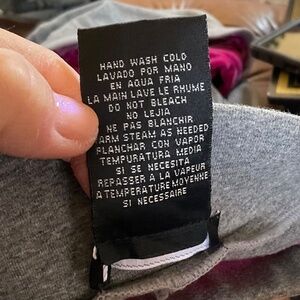 HAND WASH COLD
LAVADO POR MANO
EN AQUA FRIA
LA MAIN LAVE LE RHUME
DO NOT BLEACH
NO LEJIA
NE PAS BLANCHIR
ARM STEAM AS NEEDED
FLANCHAR CON VAPOR
TEMPURATURA MEDIA
SI SE NECESITA
REPASSER A LA VAPEUR
A TEMPERATURE MOYENNE
SI NECESSAIRE